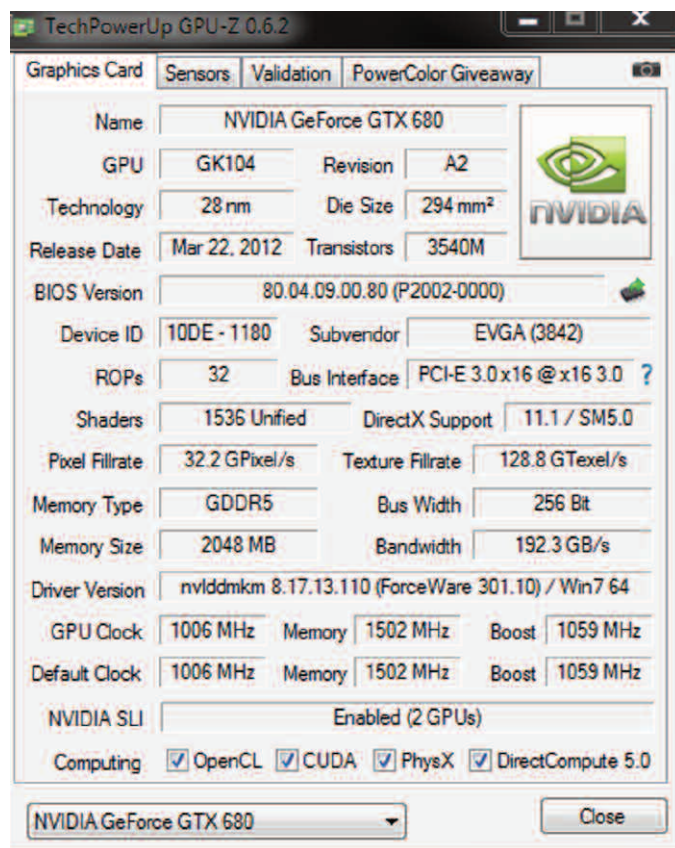 TechPowerUp GPU-Z 0.6.2
Graphics Card Sensors Validation PowerColor Giveaway
Name NVIDIA GeForce GTX 680
GPU GK104 Revision A2
Technology 28 nm Die Size 294 mm²
NVIDIA
Release Date Mar 22, 2012 Transistors 3540M
BIOS Version 80.04.09.00.80 (P2002-0000)
Device ID 10DE - 1180 Subvendor EVGA (3842)
ROPs 32 Bus Interface PCI-E 3.0 x16 @ x16 3.0 ?
Shaders 1536 Unified DirectX Support 11.1 / SM5.0
Pixel Fillrate 32.2 GPixel/s Texture Fillrate 128.8 GTexel/s
Memory Type GDDR5 Bus Width 256 Bit
Memory Size 2048 MB Bandwidth 192.3 GB/s
Driver Version nvlddmkm 8.17.13.110 (ForceWare 301.10) / Win7 64
GPU Clock 1006 MHz Memory 1502 MHz Boost 1059 MHz
Default Clock 1006 MHz Memory 1502 MHz Boost 1059 MHz
NVIDIA SLI Enabled (2 GPUs)
Computing OpenCL CUDA PhysX DirectCompute 5.0
NVIDIA GeForce GTX 680 Close